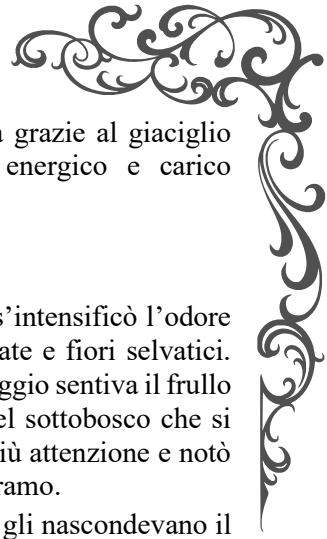 grazie al giaciglio
energico e carico
s’intensificò l’odore
ate e fiori selvatici.
ggio sentiva il frullo
el sottobosco che si
iù attenzione e notò
ramo.
gli nascondevano il